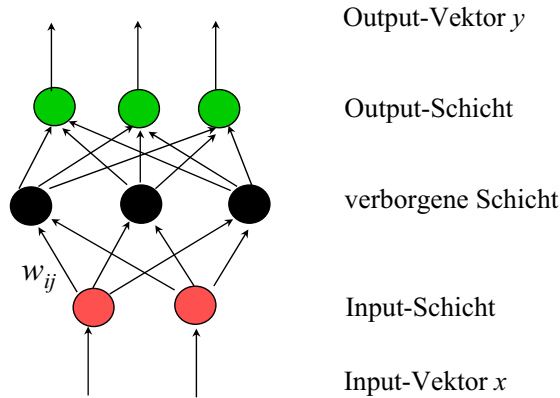 Output-Vektor y
Output-Schicht
verborgene Schicht
w_ij
Input-Schicht
Input-Vektor x